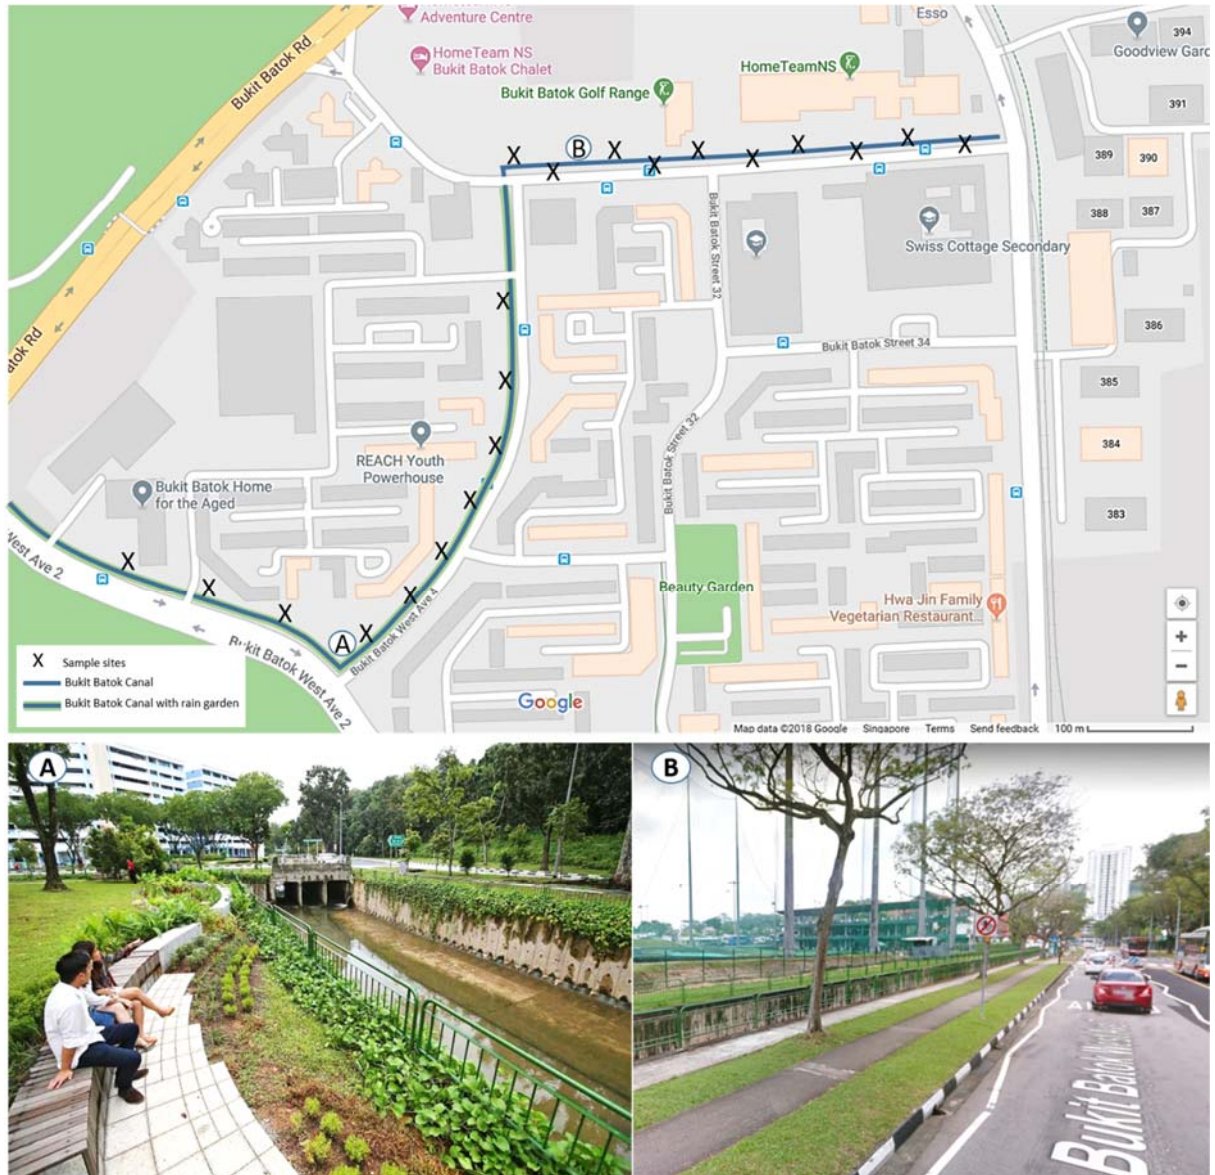 Adventure Centre
HomeTeam NS
Bukit Batok Chalet
Bukit Batok Rd
Bukit Batok Golf Range
HomeTeamNS
Esso
394
Goodview Gard
391
389
390
388
387
386
385
384
383
B
Bukit Batok Street 32
Swiss Cottage Secondary
Bukit Batok Street 34
atok Rd
REACH Youth
Powerhouse
Bukit Batok Home
for the Aged
Bukit Batok Street 32
West Ave 2
Beauty Garden
Hwa Jin Family
Vegetarian Restaurant...
A
Bukit Batok West Ave 4
Bukit Batok West Ave 2
X Sample sites
Bukit Batok Canal
Bukit Batok Canal with rain garden
Google
Map data ©2018 Google Singapore Terms Send feedback 100 m
A
B